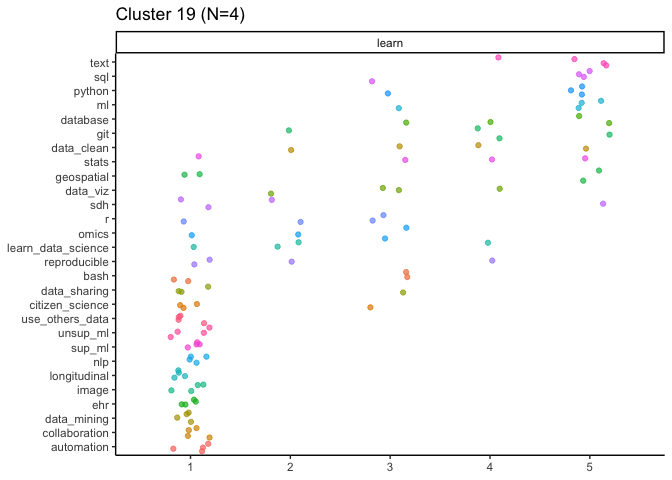 Cluster 19 (N=4)
learn
text
sql
python
ml
database
git
data_clean
stats
geospatial
data_viz
sdh
r
omics
learn_data_science
reproducible
bash
data_sharing
citizen_science
use_others_data
unsup_ml
sup_ml
nlp
longitudinal
image
ehr
data_mining
collaboration
automation
1 2 3 4 5